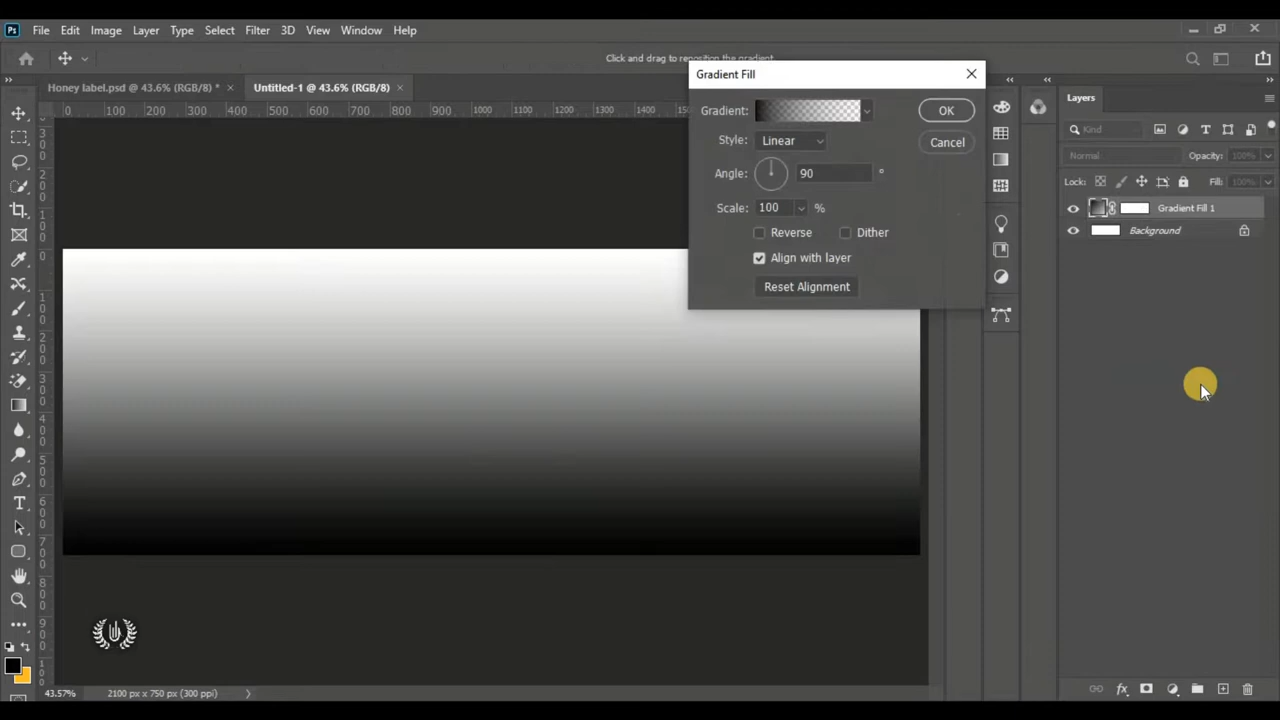 Ps File Edit Image Layer Type Select Filter 3D View Window Help
Click and drag to reposition the gradient
Honey label.psd @ 43.6% (RGB/8) * × Untitled-1 @ 43.6% (RGB/8) ×
0 100 200 300 400 500 600 700 800 900 1000 1100 1200 1300 1400
Gradient Fill
Gradient:
OK
Style: Linear
Cancel
Angle: 90 °
Scale: 100 %
Reverse Dither
Align with layer
Reset Alignment
Layers
Kind
Normal Opacity: 100%
Lock: Fill: 100%
Gradient Fill 1
Background
43.57% 2100 px x 750 px (300 ppi)